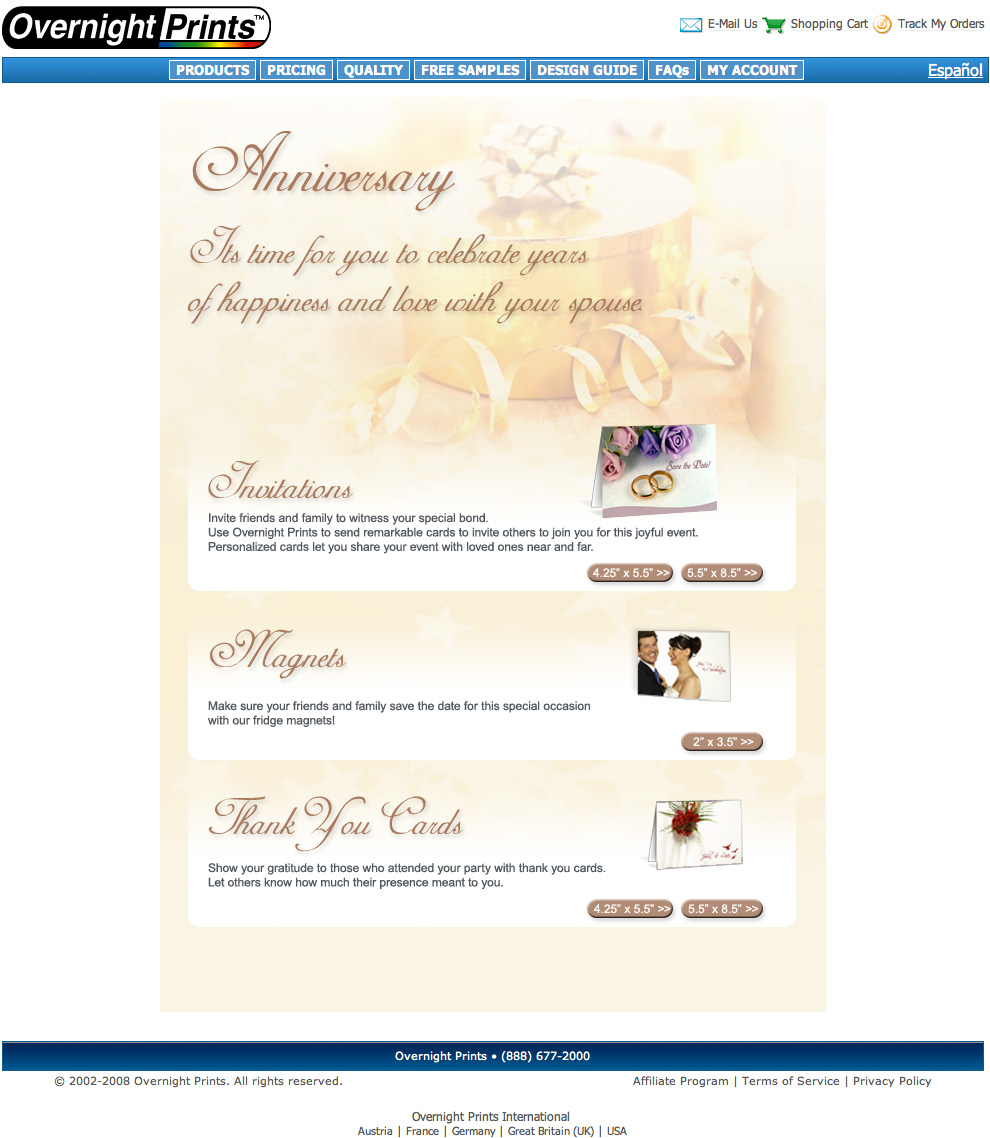 Overnight Prints™
E-Mail Us Shopping Cart Track My Orders
PRODUCTS PRICING QUALITY FREE SAMPLES DESIGN GUIDE FAQs MY ACCOUNT Español
Anniversary
Its time for you to celebrate years
of happiness and love with your spouse.
Save the Date!
Invitations
Invite friends and family to witness your special bond.
Use Overnight Prints to send remarkable cards to invite others to join you for this joyful event.
Personalized cards let you share your event with loved ones near and far.
4.25" x 5.5" >> 5.5" x 8.5" >>
Magnets
Make sure your friends and family save the date for this special occasion
with our fridge magnets!
2" x 3.5" >>
Thank You Cards
Show your gratitude to those who attended your party with thank you cards.
Let others know how much their presence meant to you.
4.25" x 5.5" >> 5.5" x 8.5" >>
Overnight Prints • (888) 677-2000
© 2002-2008 Overnight Prints. All rights reserved. Affiliate Program | Terms of Service | Privacy Policy
Overnight Prints International
Austria | France | Germany | Great Britain (UK) | USA